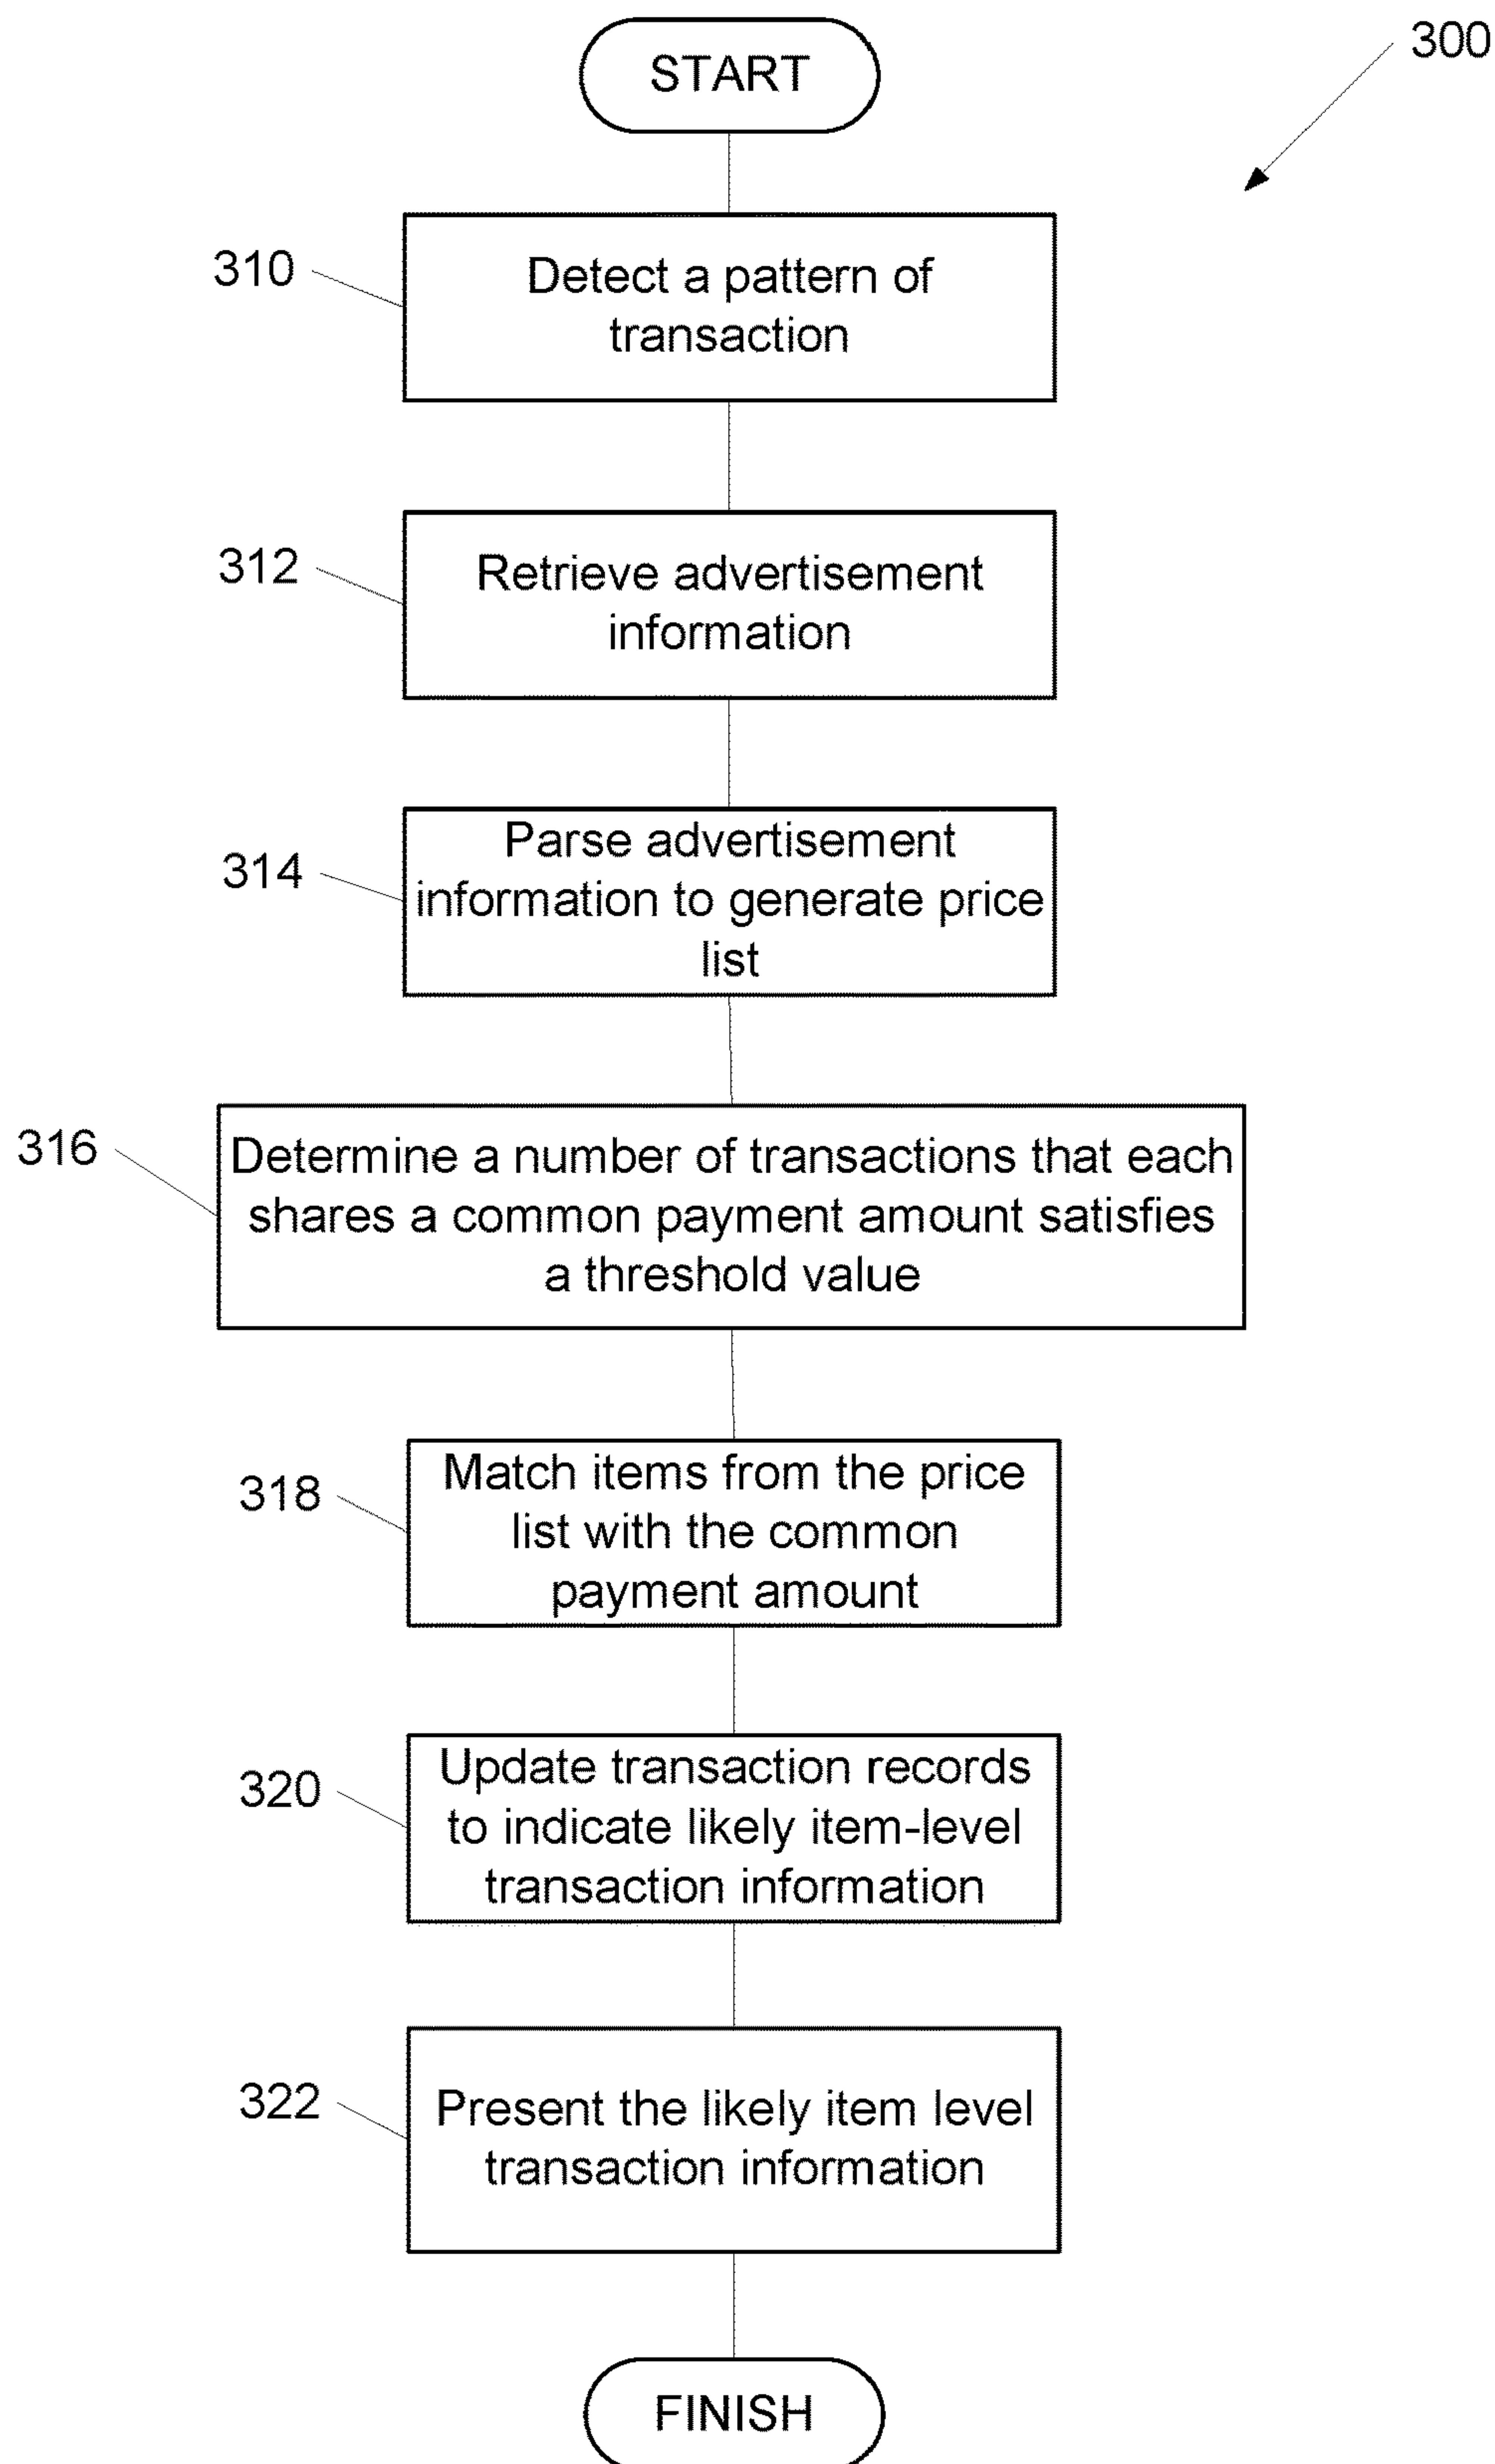 START
300
310
Detect a pattern of
transaction
312
Retrieve advertisement
information
314
Parse advertisement
information to generate price
list
316
Determine a number of transactions that each
shares a common payment amount satisfies
a threshold value
318
Match items from the price
list with the common
payment amount
320
Update transaction records
to indicate likely item-level
transaction information
322
Present the likely item level
transaction information
FINISH